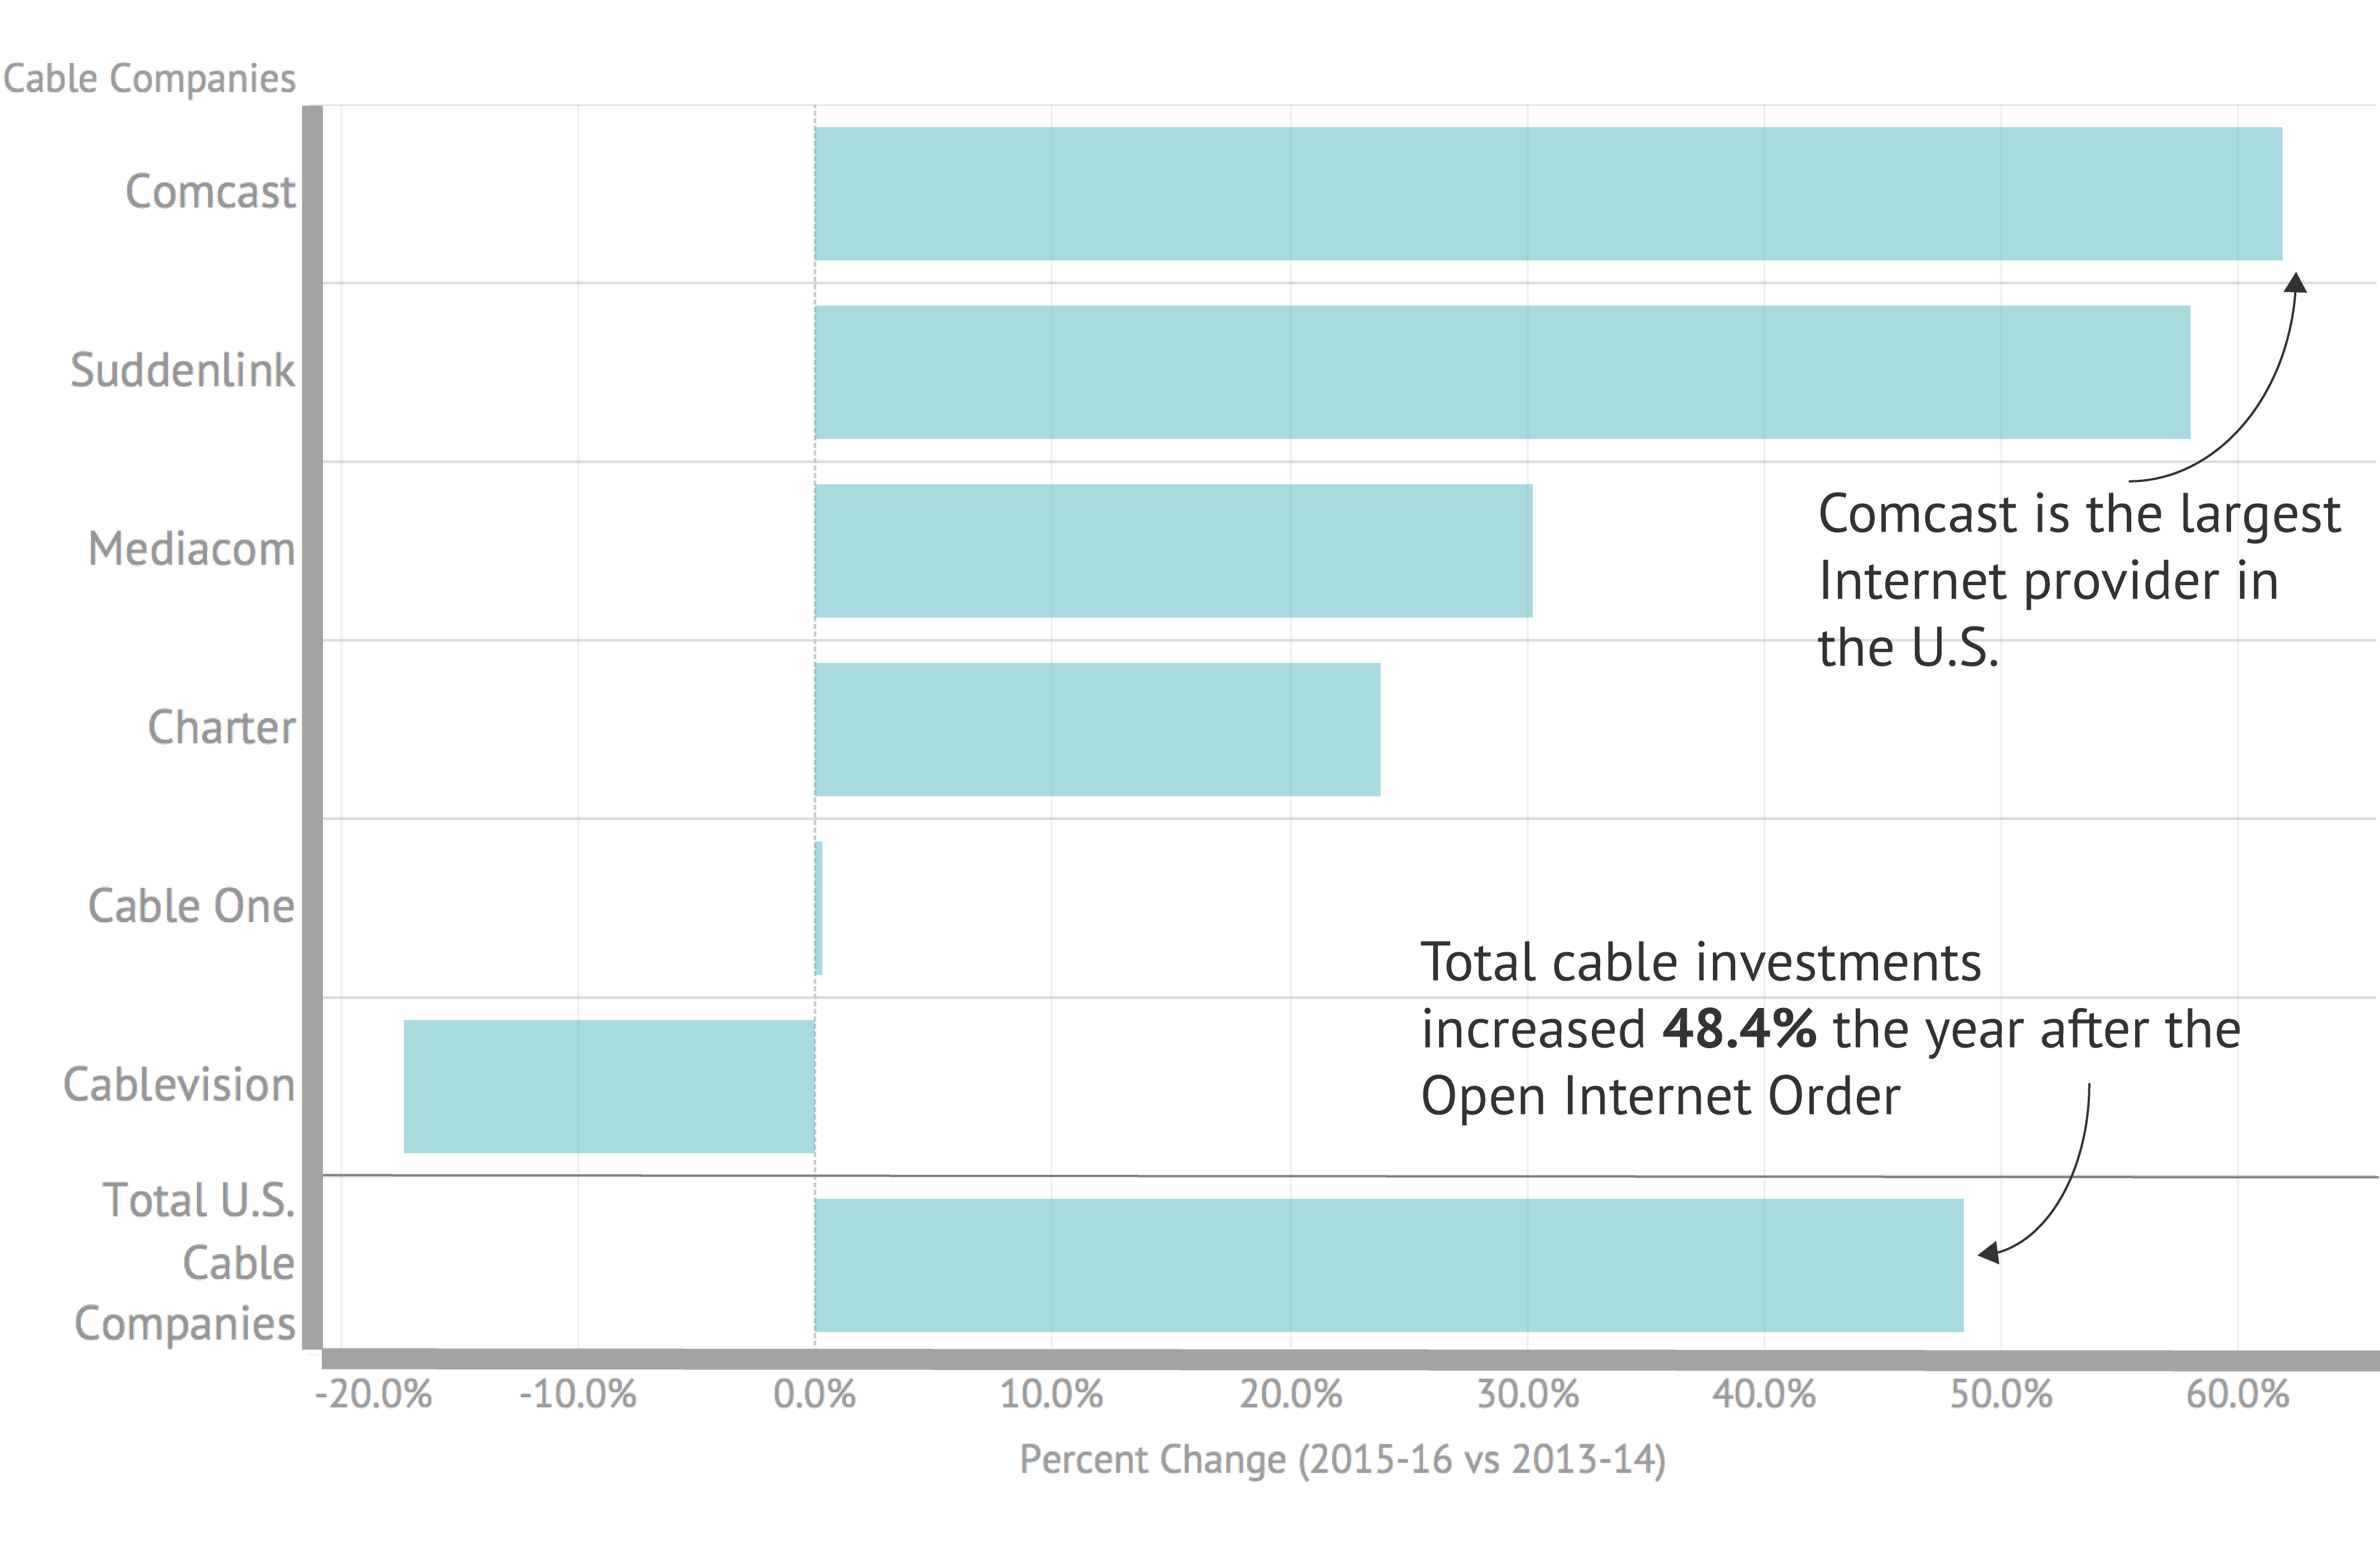 Cable Companies
Comcast
Suddenlink
Mediacom
Charter
Cable One
Cablevision
Total U.S.
Cable
Companies
Comcast is the largest
Internet provider in
the U.S.
Total cable investments
increased 48.4% the year after the
Open Internet Order
-20.0% -10.0% 0.0% 10.0% 20.0% 30.0% 40.0% 50.0% 60.0%
Percent Change (2015-16 vs 2013-14)